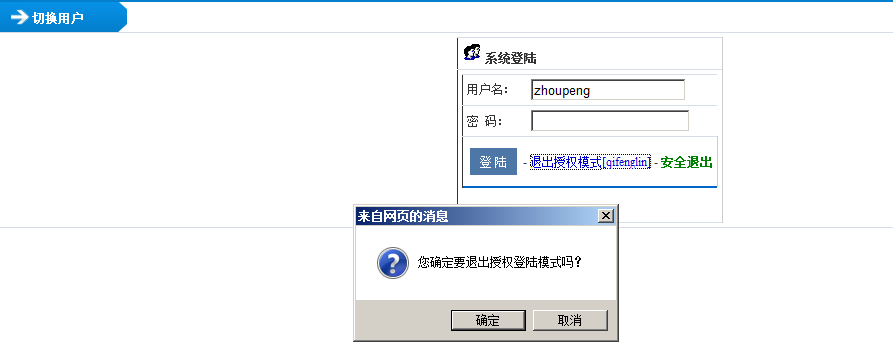 切换用户
系统登陆
用户名：
zhoupeng
密 码：
登 陆 - 退出授权模式[qifenglin] - 安全退出
来自网页的消息
您确定要退出授权登陆模式吗？
确定 取消